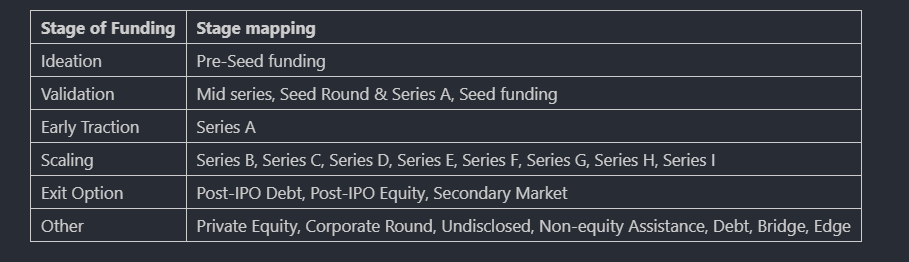 Stage of Funding Stage mapping
Ideation Pre-Seed funding
Validation Mid series, Seed Round & Series A, Seed funding
Early Traction Series A
Scaling Series B, Series C, Series D, Series E, Series F, Series G, Series H, Series I
Exit Option Post-IPO Debt, Post-IPO Equity, Secondary Market
Other Private Equity, Corporate Round, Undisclosed, Non-equity Assistance, Debt, Bridge, Edge